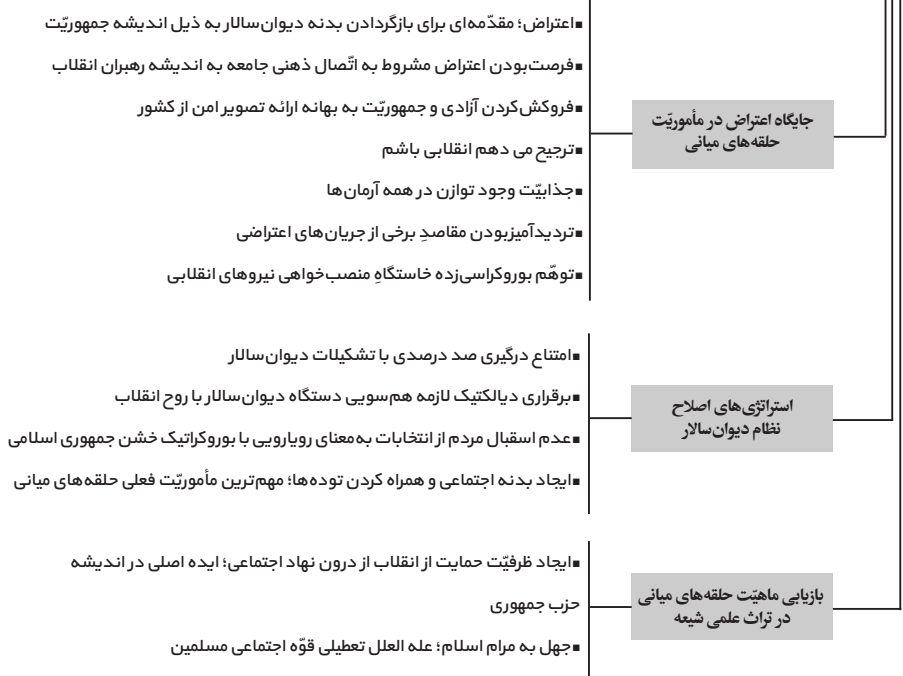 جایگاه اعتراض در مأموریّت
حلقه‌های میانی
▪اعتراض؛ مقدّمه‌ای برای بازگردادن بدنه دیوان‌سالار به ذیل اندیشه جمهوریّت
▪فرصت‌بودن اعتراض مشروط به اتّصال ذهنی جامعه به اندیشه رهبران انقلاب
▪فروکش‌کردن آزادی و جمهوریّت به بهانه ارائه تصویر امن از کشور
▪ترجیح می دهم انقلابی باشم
▪جذابیّت وجود توازن در همه آرمان‌ها
▪تردیدآمیزبودن مقاصدِ برخی از جریان‌های اعتراضی
▪توهّم بوروکراسی‌زده خاستگاهِ منصب‌خواهی نیروهای انقلابی
استراتژی‌های اصلاح
نظام دیوان‌سالار
▪امتناع درگیری صد درصدی با تشکیلات دیوان‌سالار
▪برقراری دیالکتیک لازمه هم‌سویی دستگاه دیوان‌سالار با روح انقلاب
▪عدم اسقبال مردم از انتخابات به‌معنای رویارویی با بوروکراتیک خشن جمهوری اسلامی
▪ایجاد بدنه اجتماعی و همراه کردن توده‌ها؛ مهم‌ترین مأموریّت فعلی حلقه‌های میانی
بازیابی ماهیّت حلقه‌های میانی
در تراث علمی شیعه
▪ایجاد ظرفیّت حمایت از انقلاب از درون نهاد اجتماعی؛ ایده اصلی در اندیشه
حزب جمهوری
▪جهل به مرام اسلام؛ عله العلل تعطیلی قوّه اجتماعی مسلمین